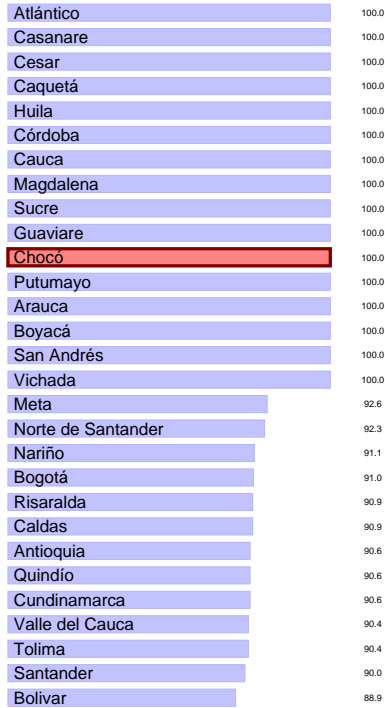 Atlántico 100.0
Casanare 100.0
Cesar 100.0
Caquetá 100.0
Huila 100.0
Córdoba 100.0
Cauca 100.0
Magdalena 100.0
Sucre 100.0
Guaviare 100.0
Chocó 100.0
Putumayo 100.0
Arauca 100.0
Boyacá 100.0
San Andrés 100.0
Vichada 100.0
Meta 92.6
Norte de Santander 92.3
Nariño 91.1
Bogotá 91.0
Risaralda 90.9
Caldas 90.9
Antioquia 90.6
Quindío 90.6
Cundinamarca 90.6
Valle del Cauca 90.4
Tolima 90.4
Santander 90.0
Bolivar 88.9